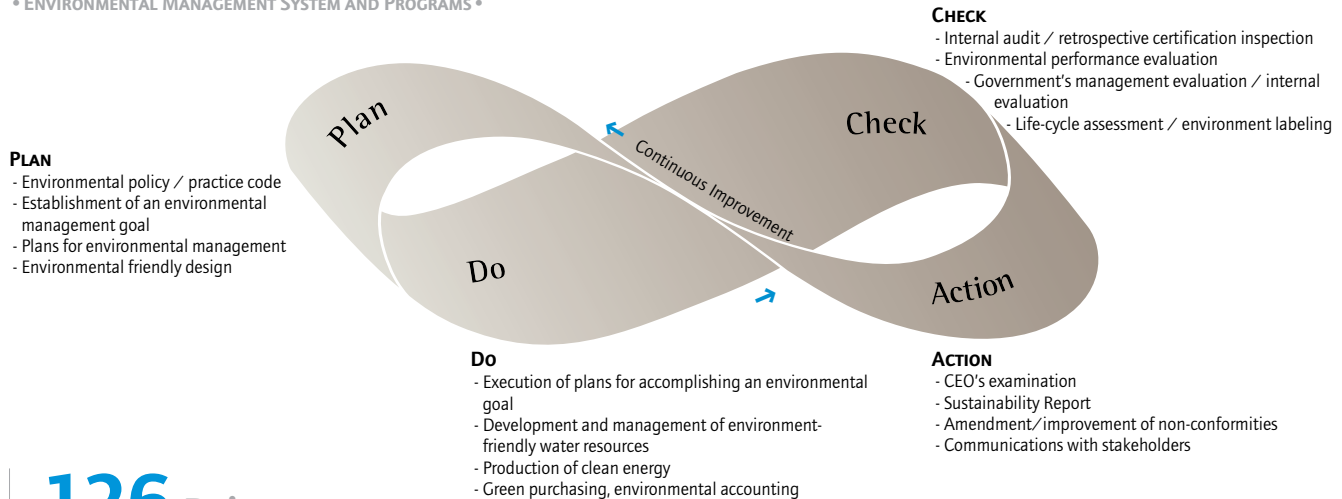 • ENVIRONMENTAL MANAGEMENT SYSTEM AND PROGRAMS •
CHECK
- Internal audit / retrospective certification inspection
- Environmental performance evaluation
- Government's management evaluation / internal
evaluation
- Life-cycle assessment / environment labeling
Plan
Check
Continuous Improvement
PLAN
- Environmental policy / practice code
- Establishment of an environmental
management goal
- Plans for environmental management
- Environmental friendly design
Do
Action
DO
- Execution of plans for accomplishing an environmental
goal
- Development and management of environment-
friendly water resources
- Production of clean energy
- Green purchasing, environmental accounting
ACTION
- CEO's examination
- Sustainability Report
- Amendment/improvement of non-conformities
- Communications with stakeholders
126